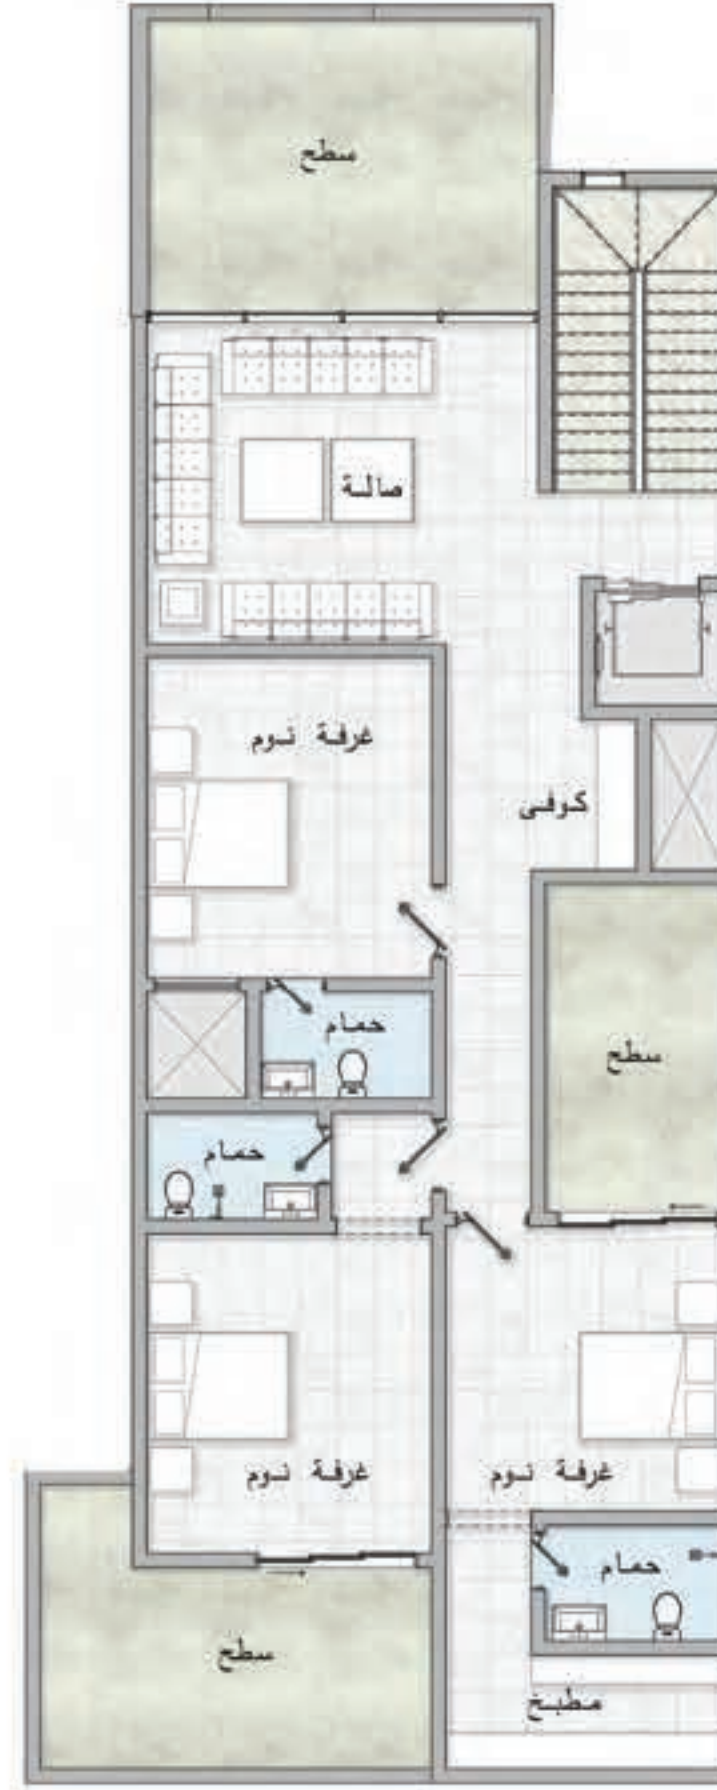 سطح
صالة
غرفة نوم
كوفى
حمام
سطح
حمام
غرفة نوم
غرفة نوم
حمام
سطح
مطبخ